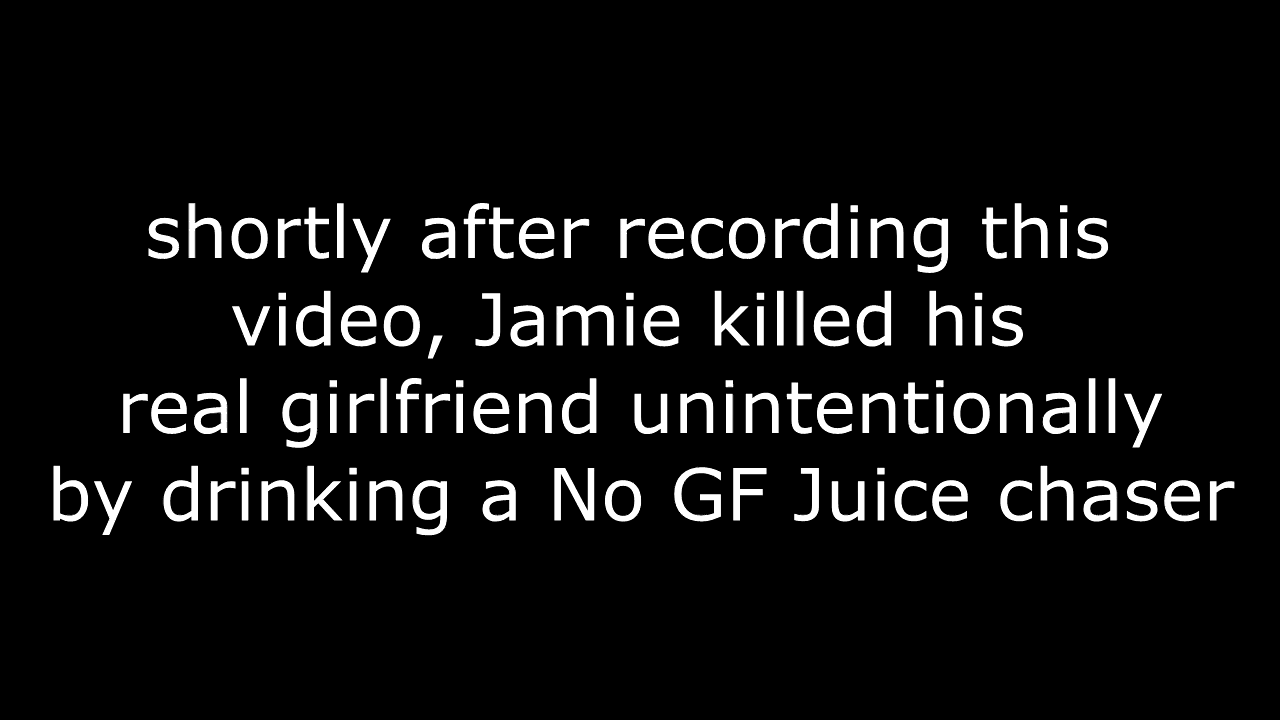 shortly after recording this
video, Jamie killed his
real girlfriend unintentionally
by drinking a No GF Juice chaser